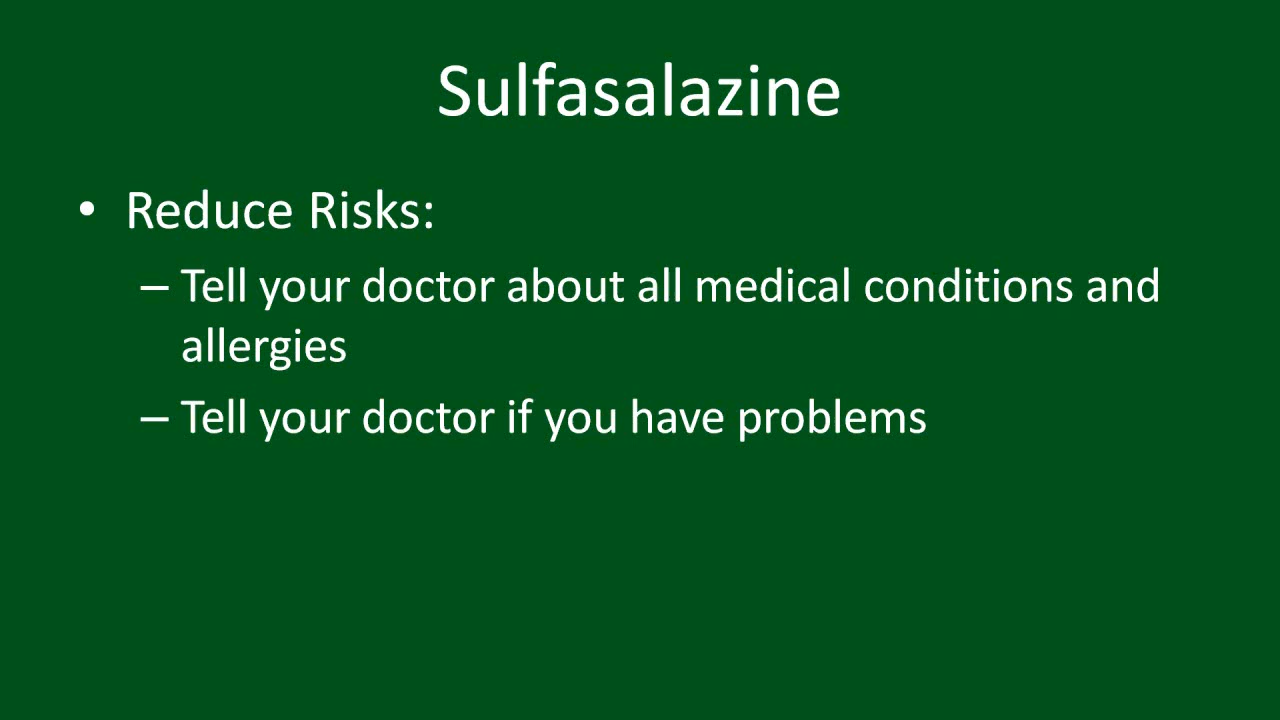 Sulfasalazine
• Reduce Risks:
– Tell your doctor about all medical conditions and
allergies
– Tell your doctor if you have problems